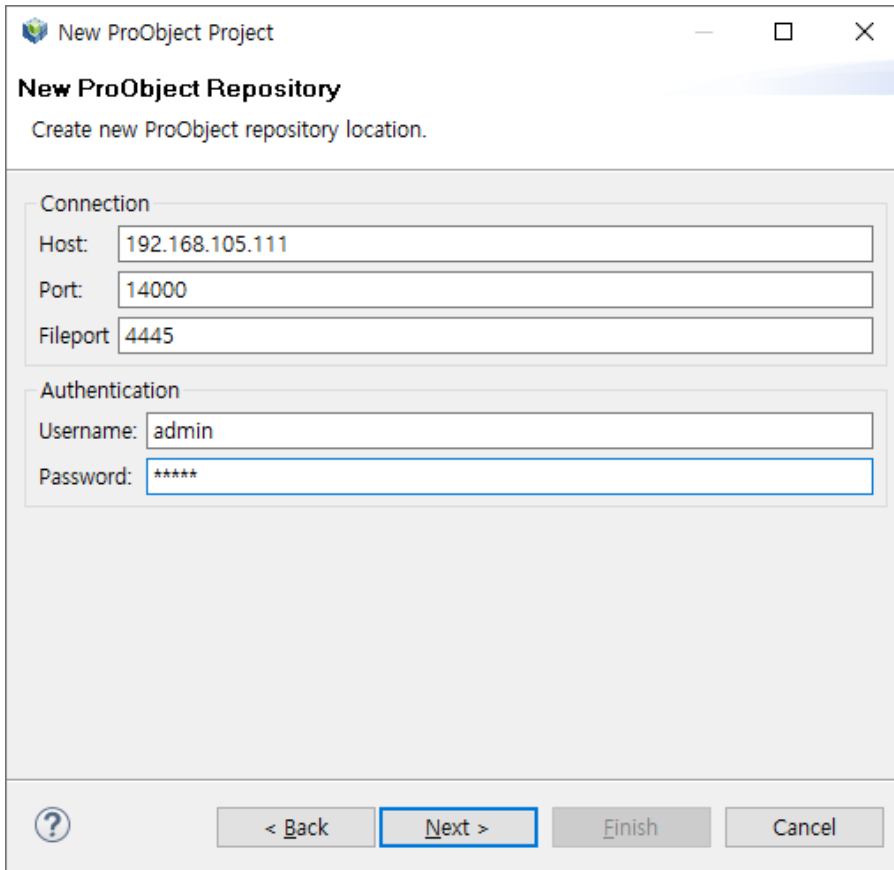 New ProObject Project
New ProObject Repository
Create new ProObject repository location.
Connection
Host: 192.168.105.111
Port: 14000
Fileport 4445
Authentication
Username: admin
Password: *****
? < Back Next > Finish Cancel